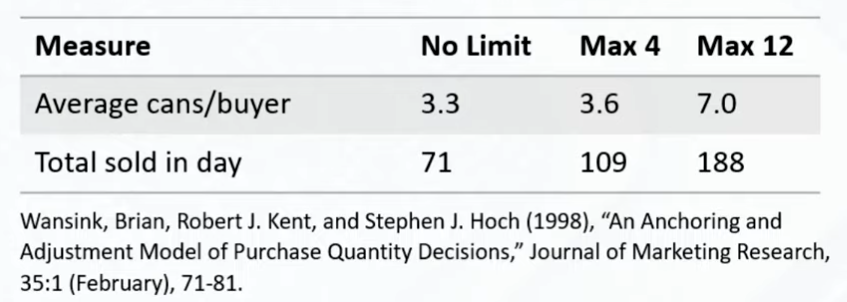 Measure No Limit Max 4 Max 12
Average cans/buyer 3.3 3.6 7.0
Total sold in day 71 109 188
Wansink, Brian, Robert J. Kent, and Stephen J. Hoch (1998), “An Anchoring and
Adjustment Model of Purchase Quantity Decisions,” Journal of Marketing Research,
35:1 (February), 71-81.